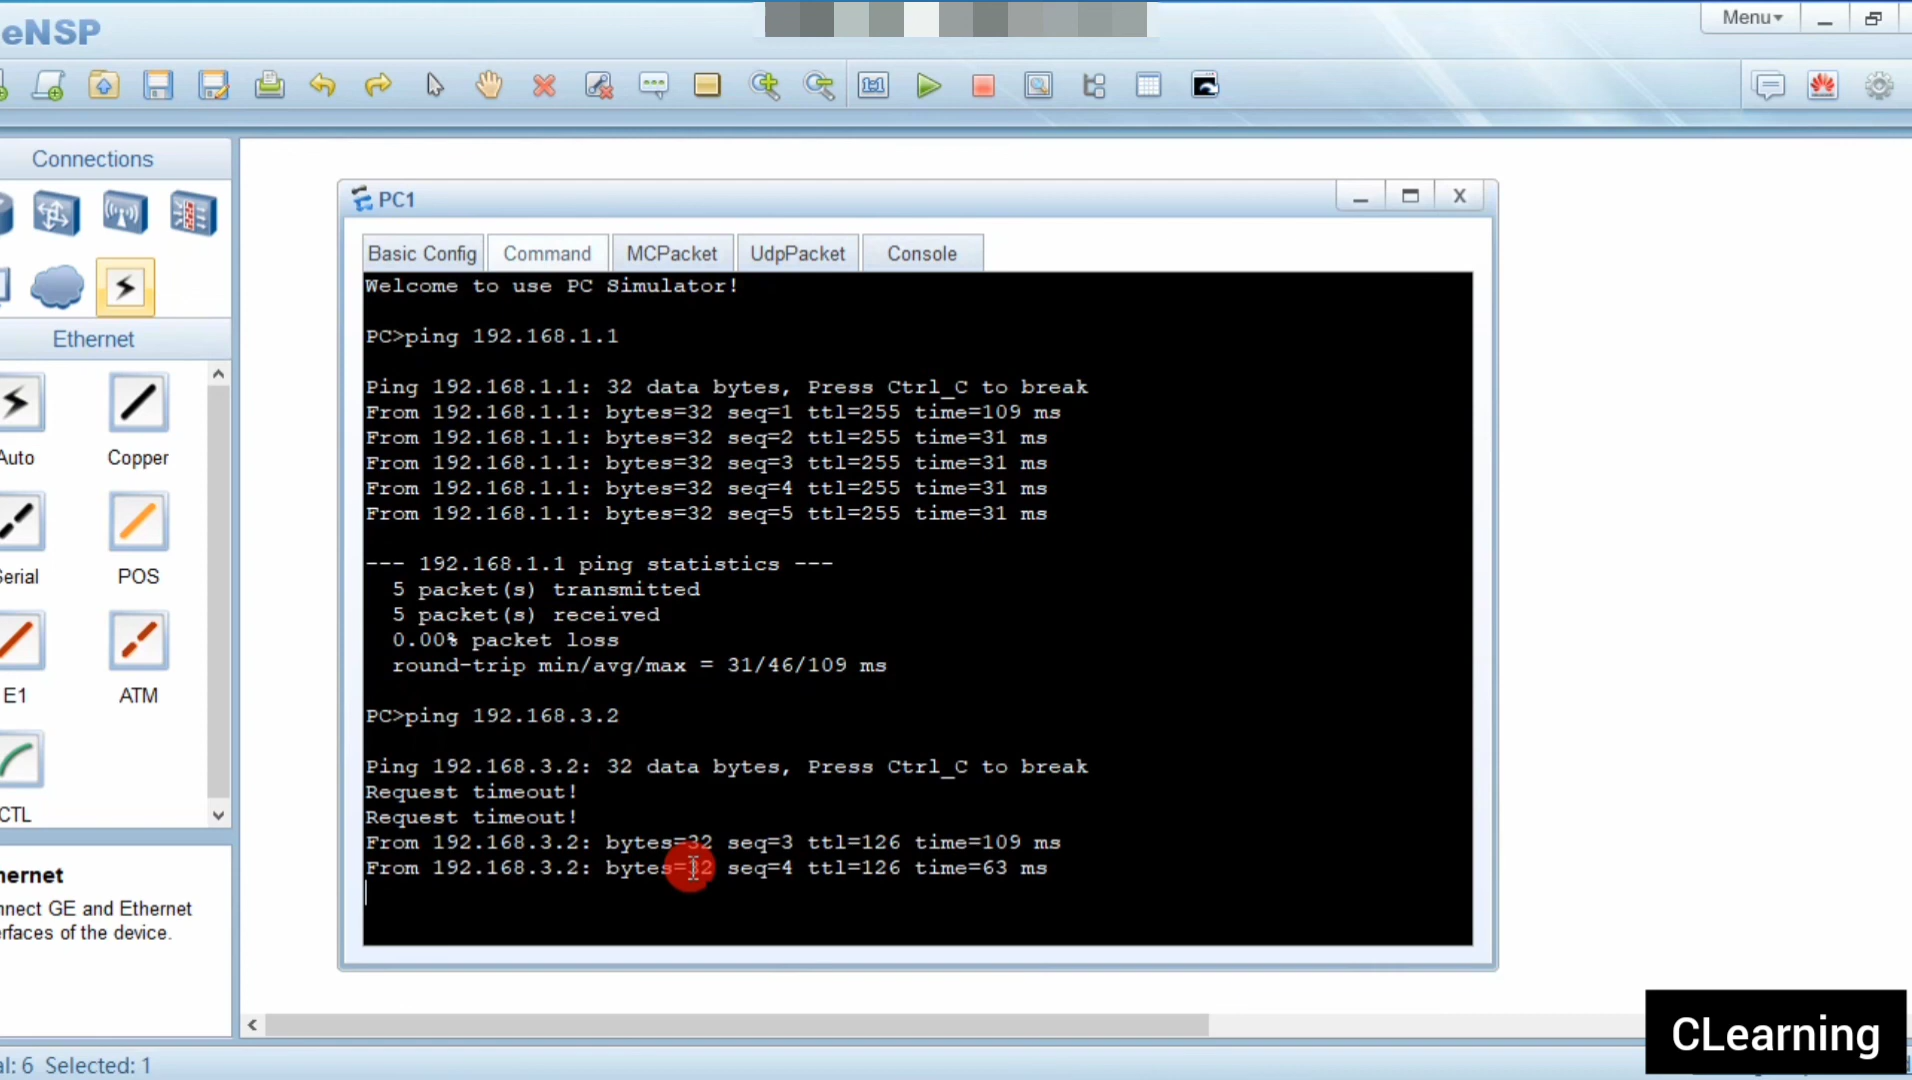 eNSP
Menu
Connections
PC1
Basic Config Command MCPacket UdpPacket Console
Welcome to use PC Simulator!
PC>ping 192.168.1.1
Ping 192.168.1.1: 32 data bytes, Press Ctrl_C to break
From 192.168.1.1: bytes=32 seq=1 ttl=255 time=109 ms
From 192.168.1.1: bytes=32 seq=2 ttl=255 time=31 ms
From 192.168.1.1: bytes=32 seq=3 ttl=255 time=31 ms
From 192.168.1.1: bytes=32 seq=4 ttl=255 time=31 ms
From 192.168.1.1: bytes=32 seq=5 ttl=255 time=31 ms
--- 192.168.1.1 ping statistics ---
5 packet(s) transmitted
5 packet(s) received
0.00% packet loss
round-trip min/avg/max = 31/46/109 ms
PC>ping 192.168.3.2
Ping 192.168.3.2: 32 data bytes, Press Ctrl_C to break
Request timeout!
Request timeout!
From 192.168.3.2: bytes=32 seq=3 ttl=126 time=109 ms
From 192.168.3.2: bytes=32 seq=4 ttl=126 time=63 ms
Ethernet
Auto Copper
Serial POS
E1 ATM
CTL
hernet
nnect GE and Ethernet
erfaces of the device.
al: 6 Selected: 1
CLearning